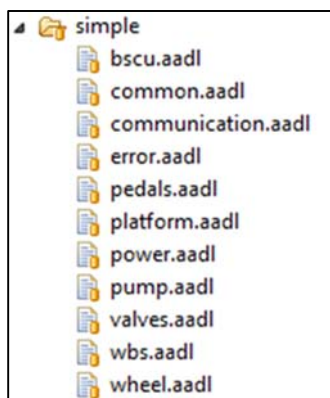 simple
bscu.aadl
common.aadl
communication.aadl
error.aadl
pedals.aadl
platform.aadl
power.aadl
pump.aadl
valves.aadl
wbs.aadl
wheel.aadl